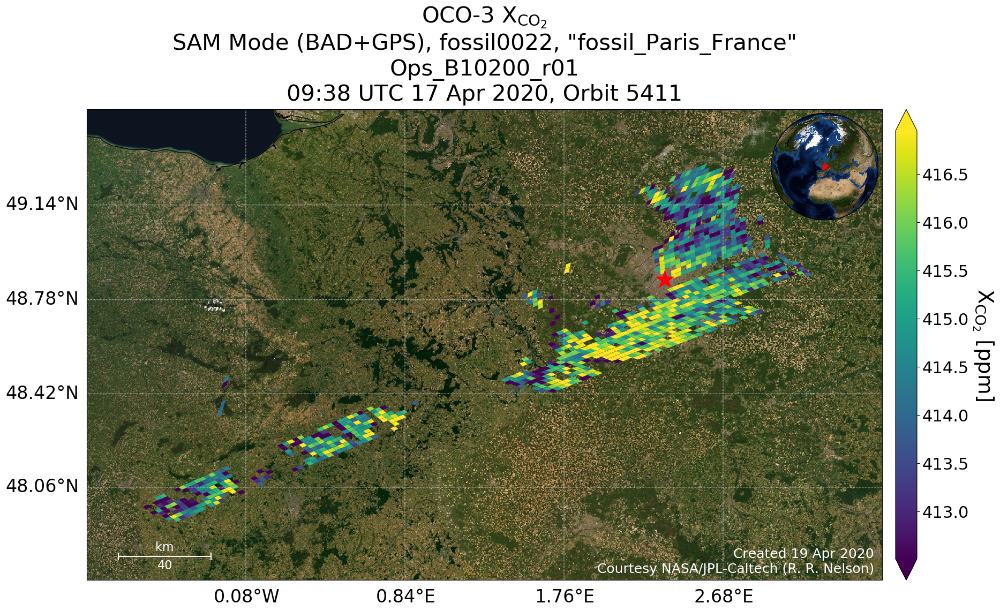 OCO-3 X_CO₂
SAM Mode (BAD+GPS), fossil0022, "fossil_Paris_France"
Ops_B10200_r01
09:38 UTC 17 Apr 2020, Orbit 5411
49.14°N
48.78°N
48.42°N
48.06°N
0.08°W
0.84°E
1.76°E
2.68°E
km
40
Created 19 Apr 2020
Courtesy NASA/JPL-Caltech (R. R. Nelson)
416.5
416.0
415.5
415.0
414.5
414.0
413.5
413.0
X_CO₂ [ppm]